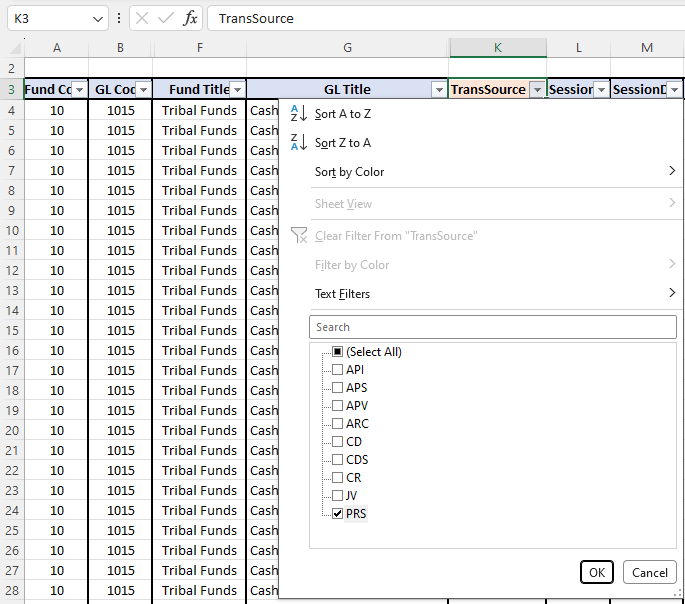 K3 fx TransSource
A B F G K L M
2
3 Fund Co GL Cod Fund Title GL Title TransSource Session SessionD
4 10 1015 Tribal Funds Cash
5 10 1015 Tribal Funds Cash
6 10 1015 Tribal Funds Cash
7 10 1015 Tribal Funds Cash
8 10 1015 Tribal Funds Cash
9 10 1015 Tribal Funds Cash
10 10 1015 Tribal Funds Cash
11 10 1015 Tribal Funds Cash
12 10 1015 Tribal Funds Cash
13 10 1015 Tribal Funds Cash
14 10 1015 Tribal Funds Cash
15 10 1015 Tribal Funds Cash
16 10 1015 Tribal Funds Cash
17 10 1015 Tribal Funds Cash
18 10 1015 Tribal Funds Cash
19 10 1015 Tribal Funds Cash
20 10 1015 Tribal Funds Cash
21 10 1015 Tribal Funds Cash
22 10 1015 Tribal Funds Cash
23 10 1015 Tribal Funds Cash
24 10 1015 Tribal Funds Cash
25 10 1015 Tribal Funds Cash
26 10 1015 Tribal Funds Cash
27 10 1015 Tribal Funds Cash
28 10 1015 Tribal Funds Cash
Sort A to Z
Sort Z to A
Sort by Color
Sheet View
Clear Filter From "TransSource"
Filter by Color
Text Filters
Search
(Select All)
API
APS
APV
ARC
CD
CDS
CR
JV
PRS
OK Cancel